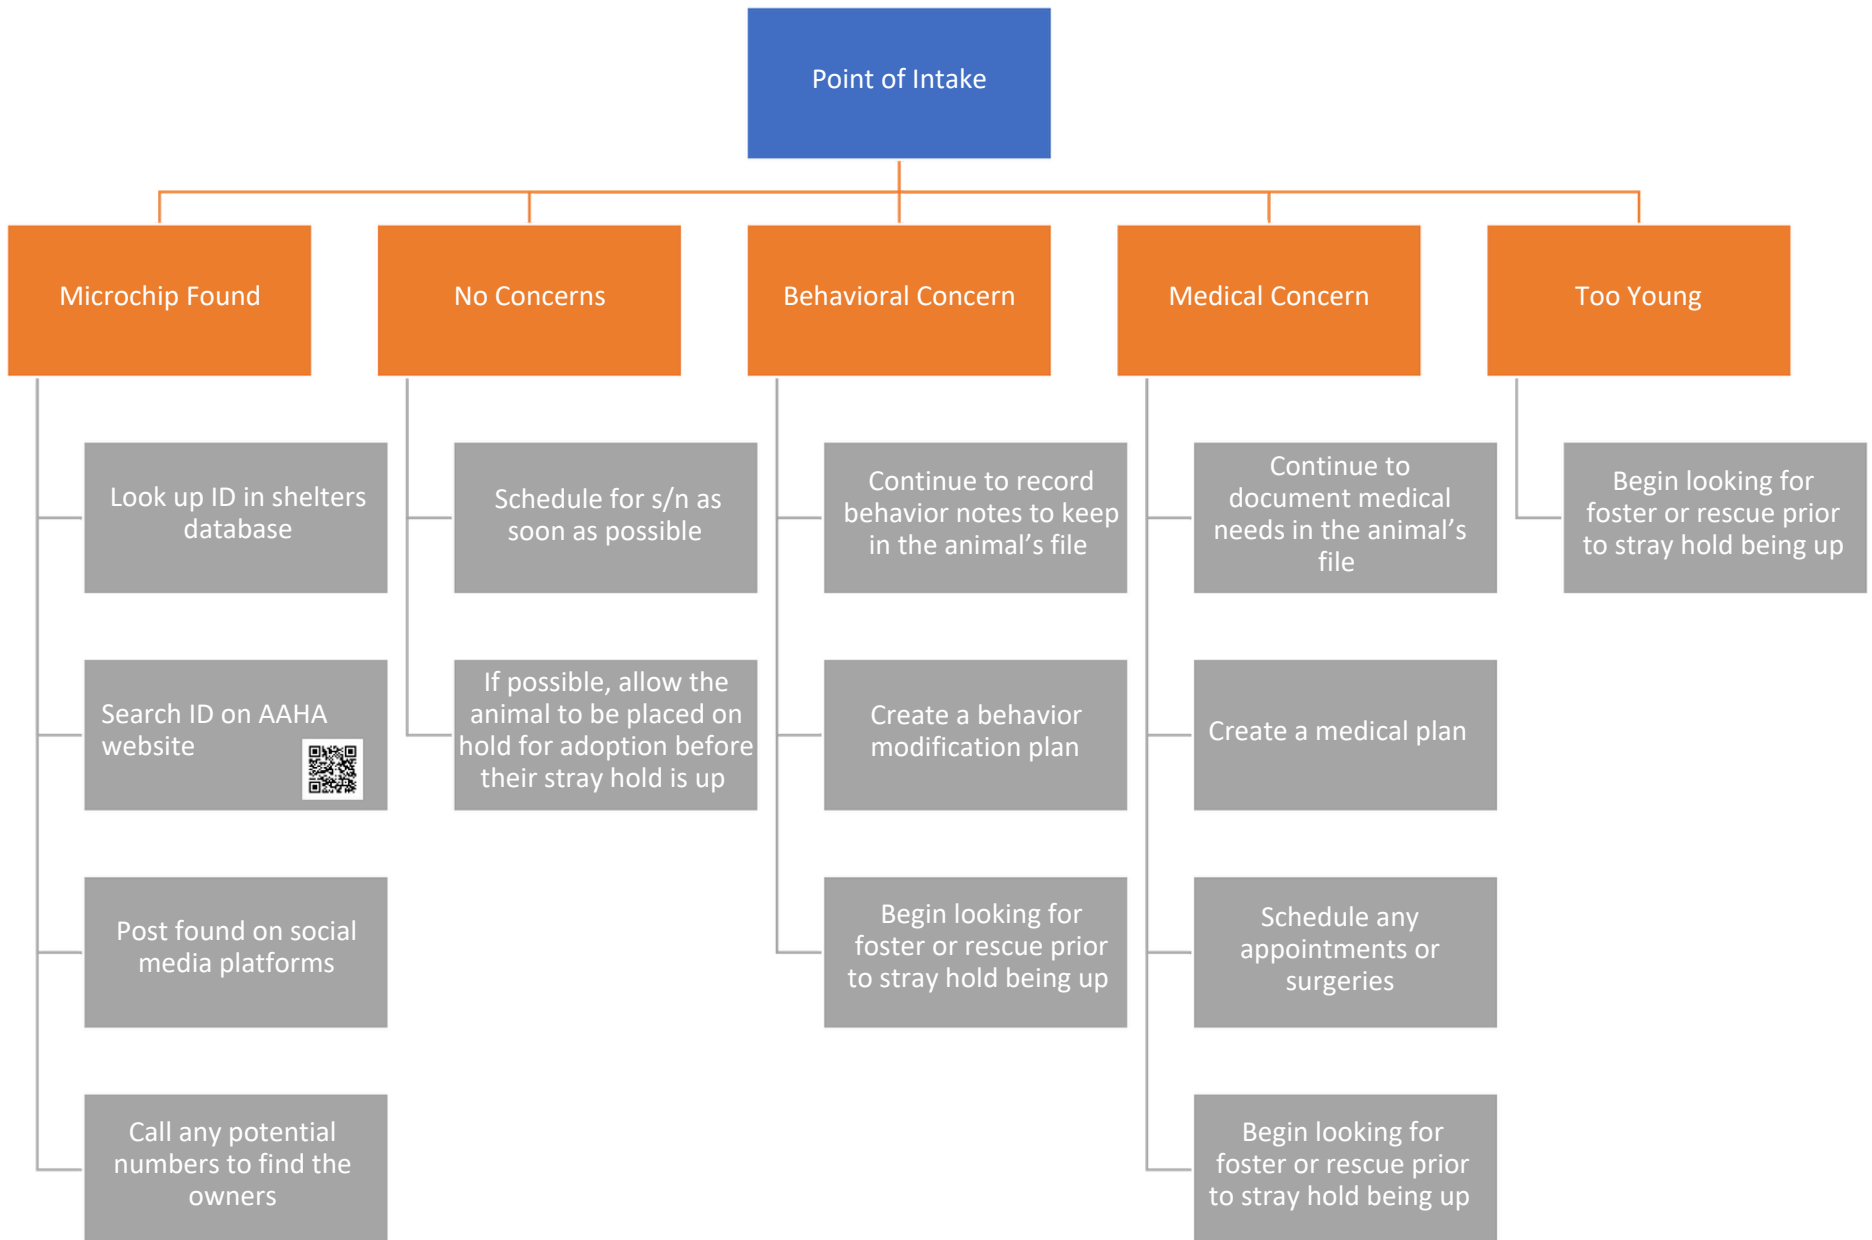 Point of Intake
Microchip Found
No Concerns
Behavioral Concern
Medical Concern
Too Young
Look up ID in shelters
database
Search ID on AAHA
website
Post found on social
media platforms
Call any potential
numbers to find the
owners
Schedule for s/n as
soon as possible
If possible, allow the
animal to be placed on
hold for adoption before
their stray hold is up
Continue to record
behavior notes to keep
in the animal’s file
Create a behavior
modification plan
Begin looking for
foster or rescue prior
to stray hold being up
Continue to
document medical
needs in the animal’s
file
Create a medical plan
Schedule any
appointments or
surgeries
Begin looking for
foster or rescue prior
to stray hold being up
Begin looking for
foster or rescue prior
to stray hold being up